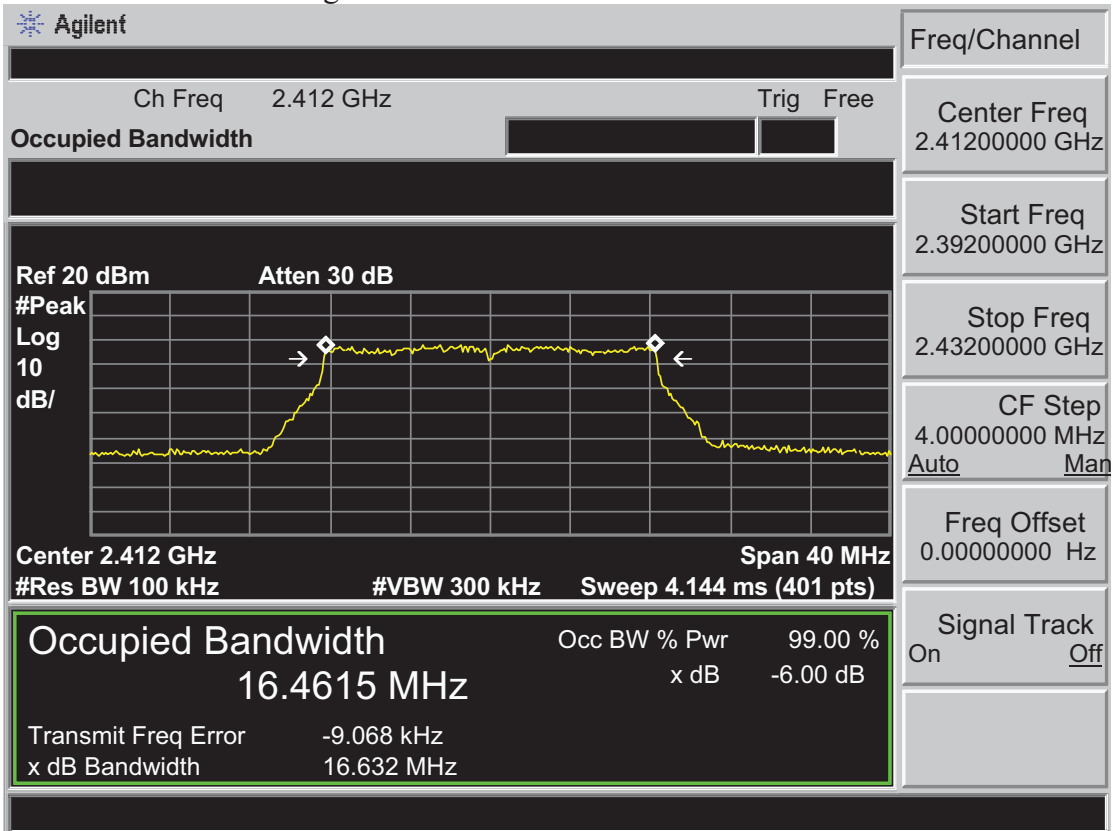 Agilent
Freq/Channel
Ch Freq 2.412 GHz Trig Free
Occupied Bandwidth
Center Freq
2.41200000 GHz
Start Freq
2.39200000 GHz
Stop Freq
2.43200000 GHz
CF Step
4.00000000 MHz
Auto Man
Freq Offset
0.00000000 Hz
Signal Track
On Off
Ref 20 dBm Atten 30 dB
#Peak
Log
10
dB/
Center 2.412 GHz Span 40 MHz
#Res BW 100 kHz #VBW 300 kHz Sweep 4.144 ms (401 pts)
Occupied Bandwidth
16.4615 MHz
Occ BW % Pwr 99.00 %
x dB -6.00 dB
Transmit Freq Error -9.068 kHz
x dB Bandwidth 16.632 MHz